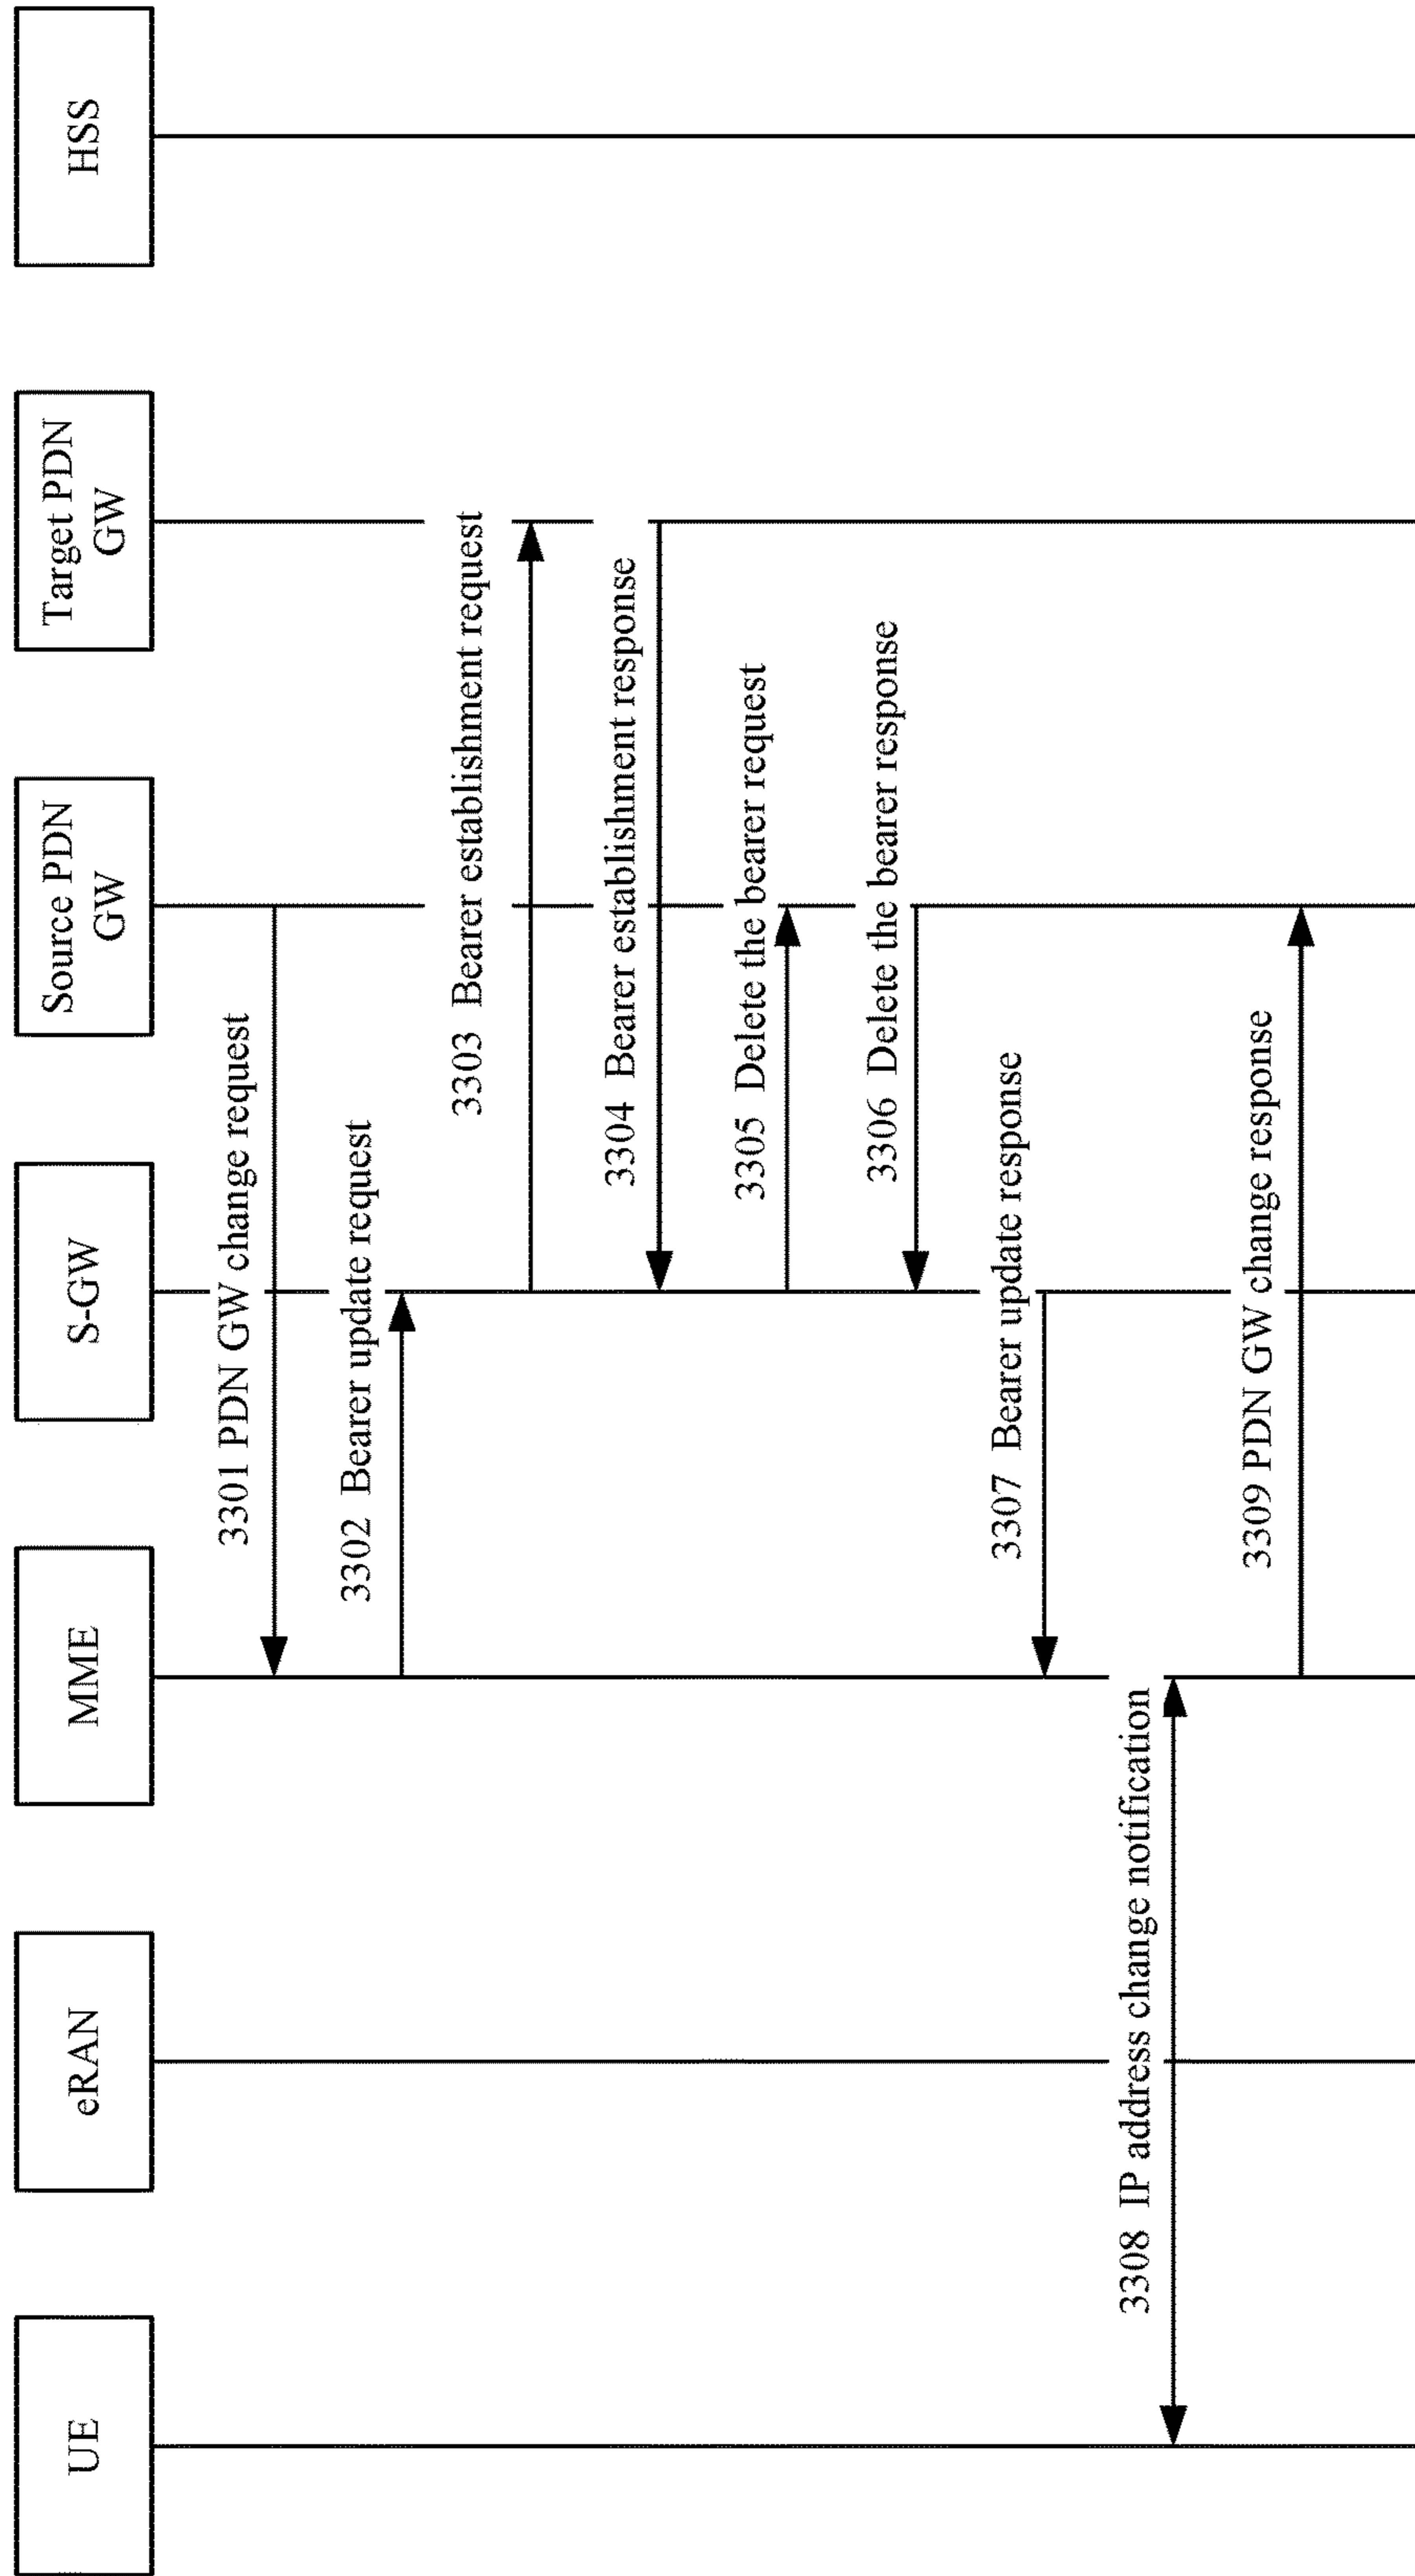 UE
eRAN
MME
S-GW
Source PDN
GW
Target PDN
GW
HSS
3301 PDN GW change request
3302 Bearer update request
3303 Bearer establishment request
3304 Bearer establishment response
3305 Delete the bearer request
3306 Delete the bearer response
3307 Bearer update response
3308 IP address change notification
3309 PDN GW change response